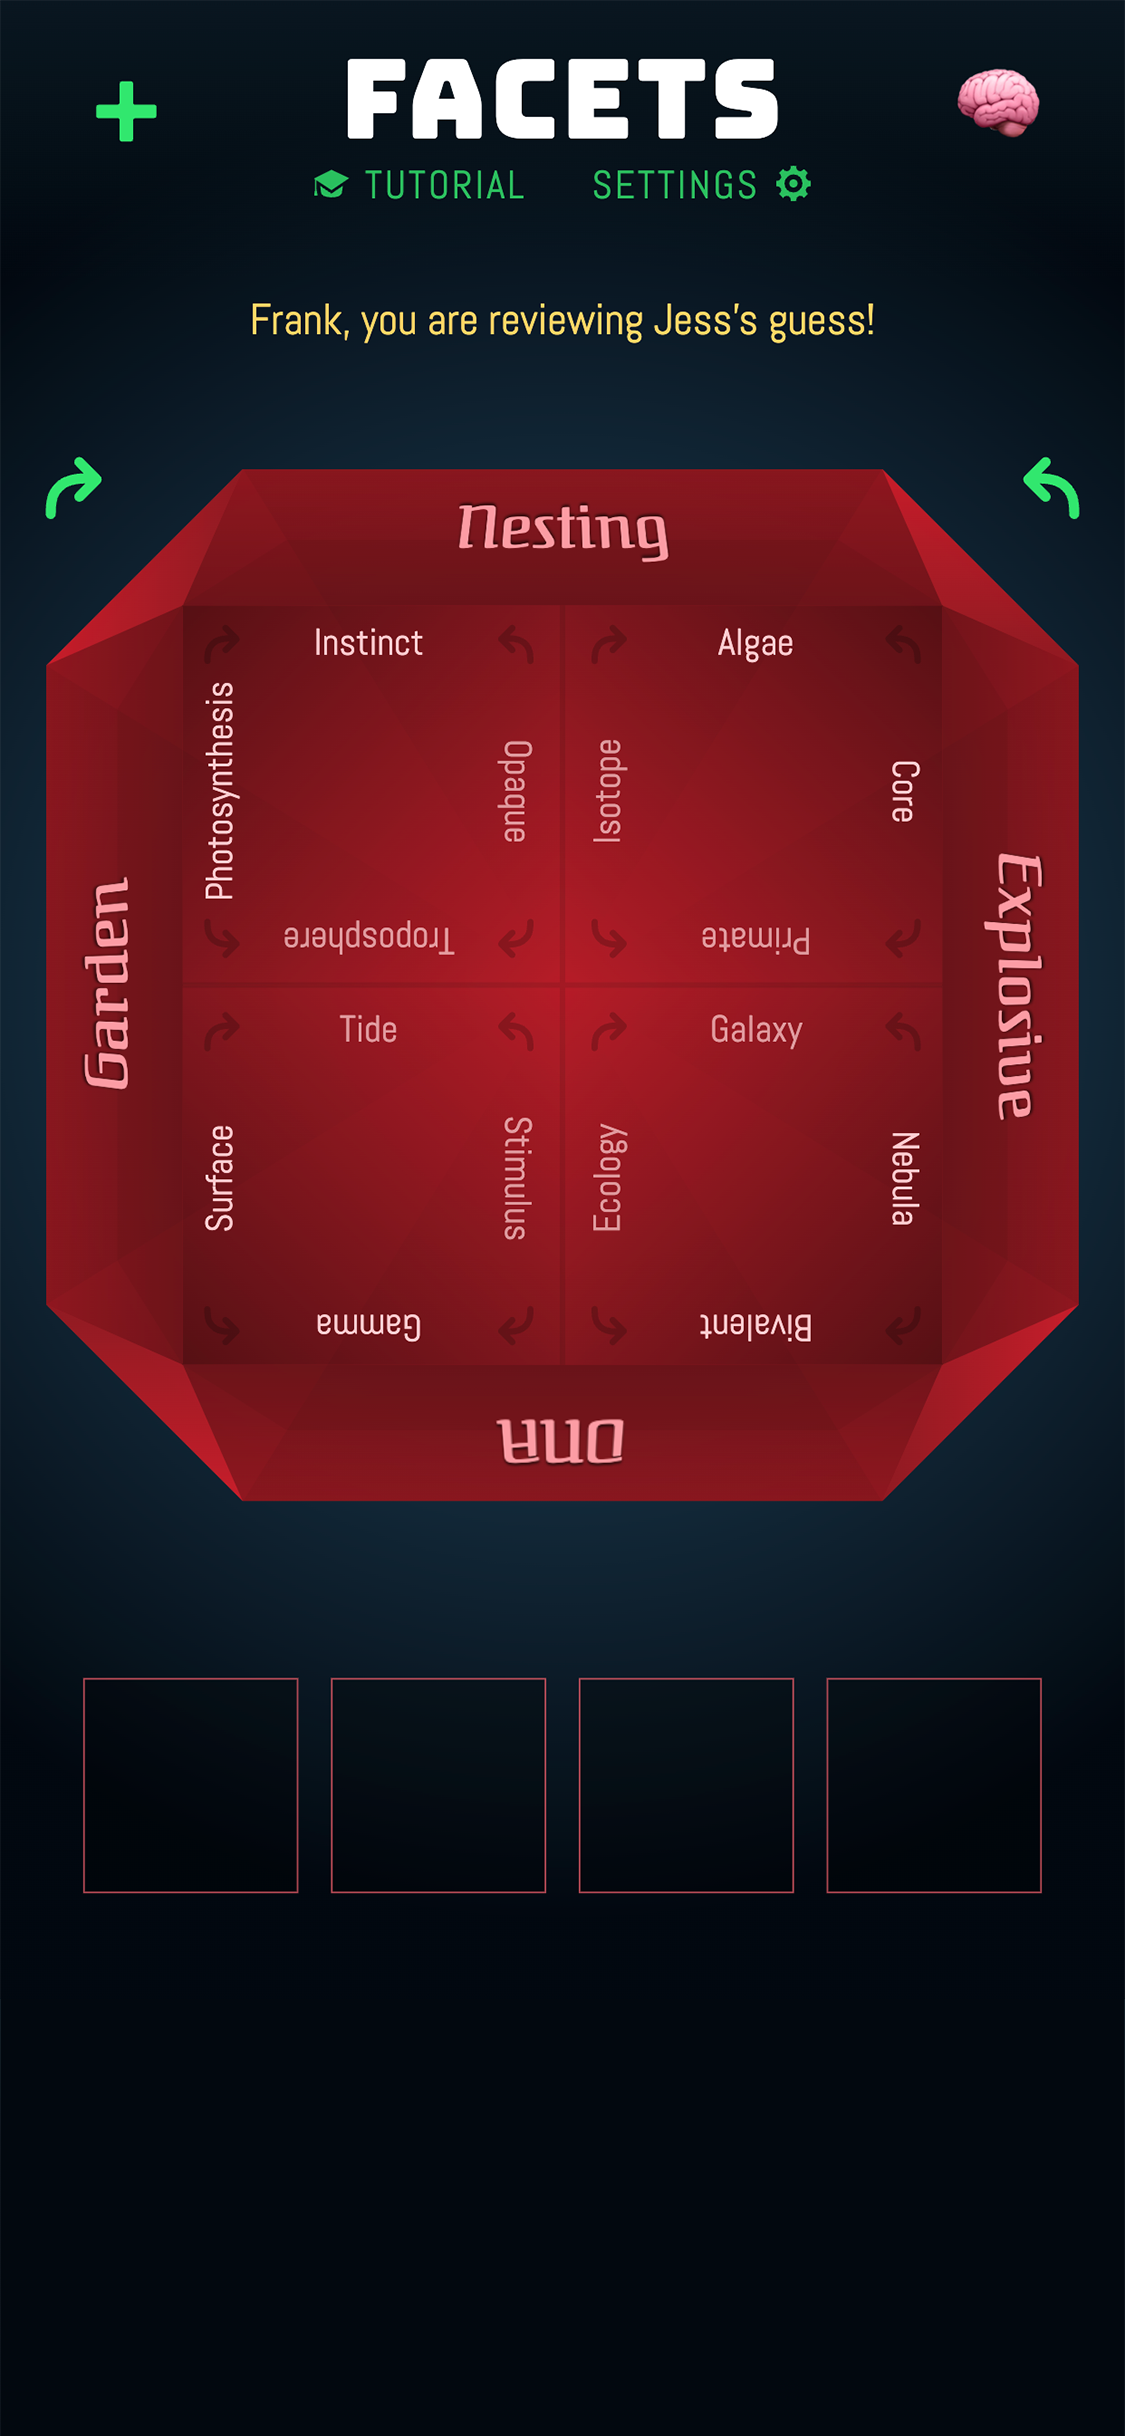 FACETS
TUTORIAL SETTINGS
Frank, you are reviewing Jess's guess!
Nesting
Instinct
Algae
Photosynthesis
Opaque
Isotope
Core
Troposphere
Primate
Garden
Explosive
Tide
Galaxy
Surface
Stimulus
Ecology
Nebula
Gamma
Bivalent
DNA